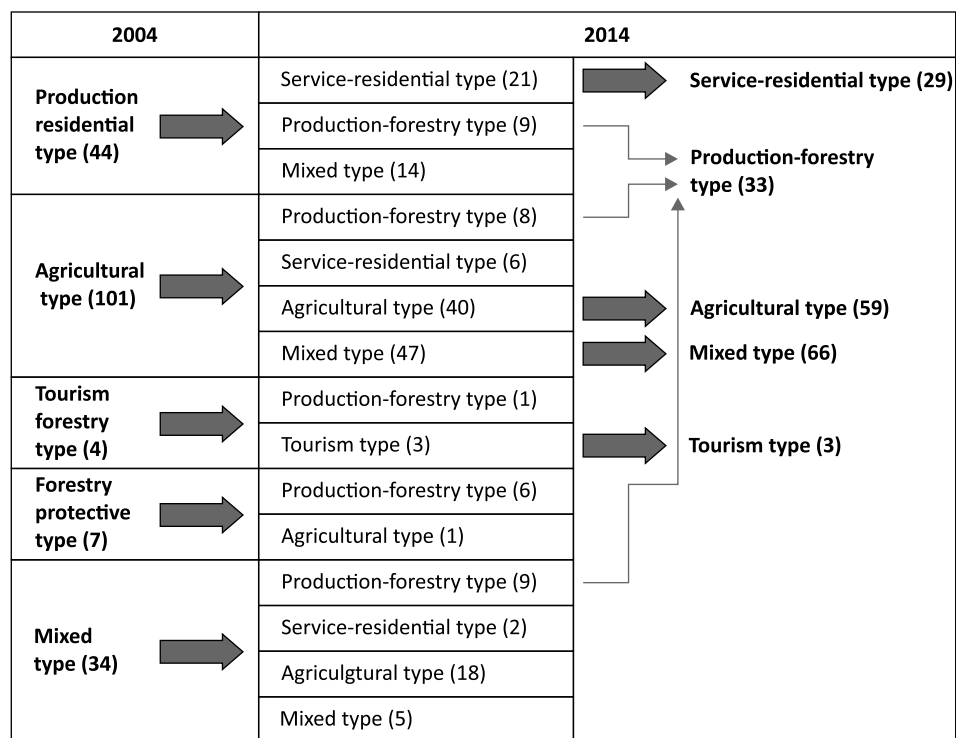 2004
2014
Production
residential
type (44)
Service-residential type (21)
Production-forestry type (9)
Mixed type (14)
Service-residential type (29)
Production-forestry
type (33)
Agricultural
type (101)
Production-forestry type (8)
Service-residential type (6)
Agricultural type (40)
Mixed type (47)
Agricultural type (59)
Mixed type (66)
Tourism
forestry
type (4)
Production-forestry type (1)
Tourism type (3)
Tourism type (3)
Forestry
protective
type (7)
Production-forestry type (6)
Agricultural type (1)
Mixed
type (34)
Production-forestry type (9)
Service-residential type (2)
Agriculgtural type (18)
Mixed type (5)